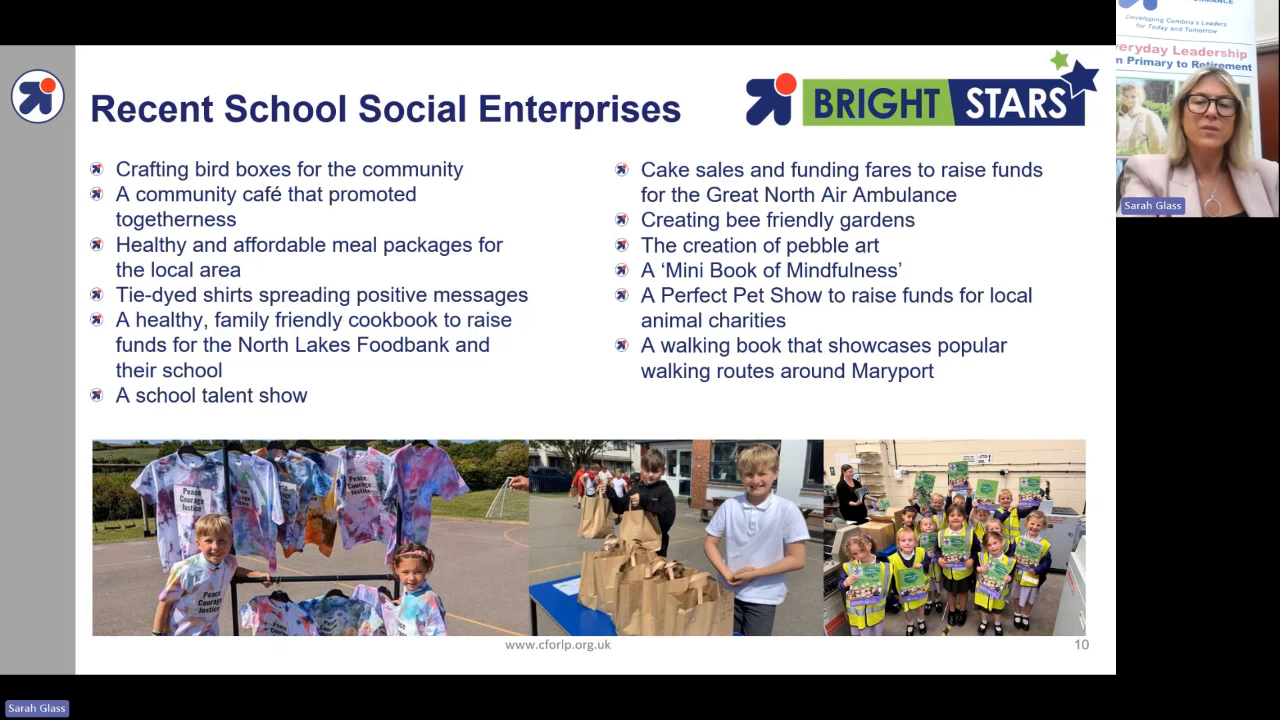 Recent School Social Enterprises
BRIGHT STARS
Crafting bird boxes for the community
A community café that promoted
togetherness
Healthy and affordable meal packages for
the local area
Tie-dyed shirts spreading positive messages
A healthy, family friendly cookbook to raise
funds for the North Lakes Foodbank and
their school
A school talent show
Cake sales and funding fares to raise funds
for the Great North Air Ambulance
Creating bee friendly gardens
The creation of pebble art
A ‘Mini Book of Mindfulness’
A Perfect Pet Show to raise funds for local
animal charities
A walking book that showcases popular
walking routes around Maryport
Peace
Courage
Justice
Peace
Courage
Justice
Peace
Courage
Justice
www.cforlp.org.uk
10
Developing Cumbria's Leaders
for Today and Tomorrow
eryday Leadership
m Primary to Retirement
Sarah Glass
Sarah Glass